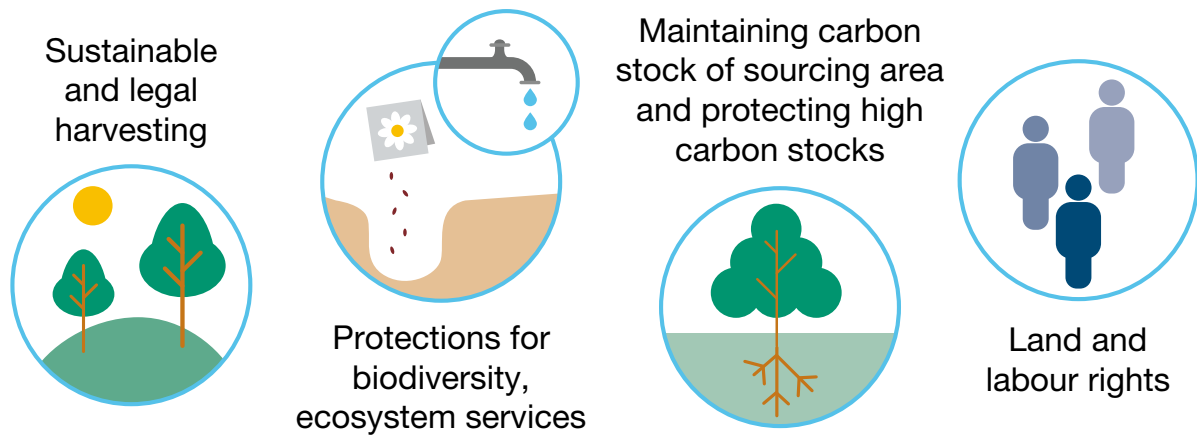 Sustainable
and legal
harvesting
Protections for
biodiversity,
ecosystem services
Maintaining carbon
stock of sourcing area
and protecting high
carbon stocks
Land and
labour rights